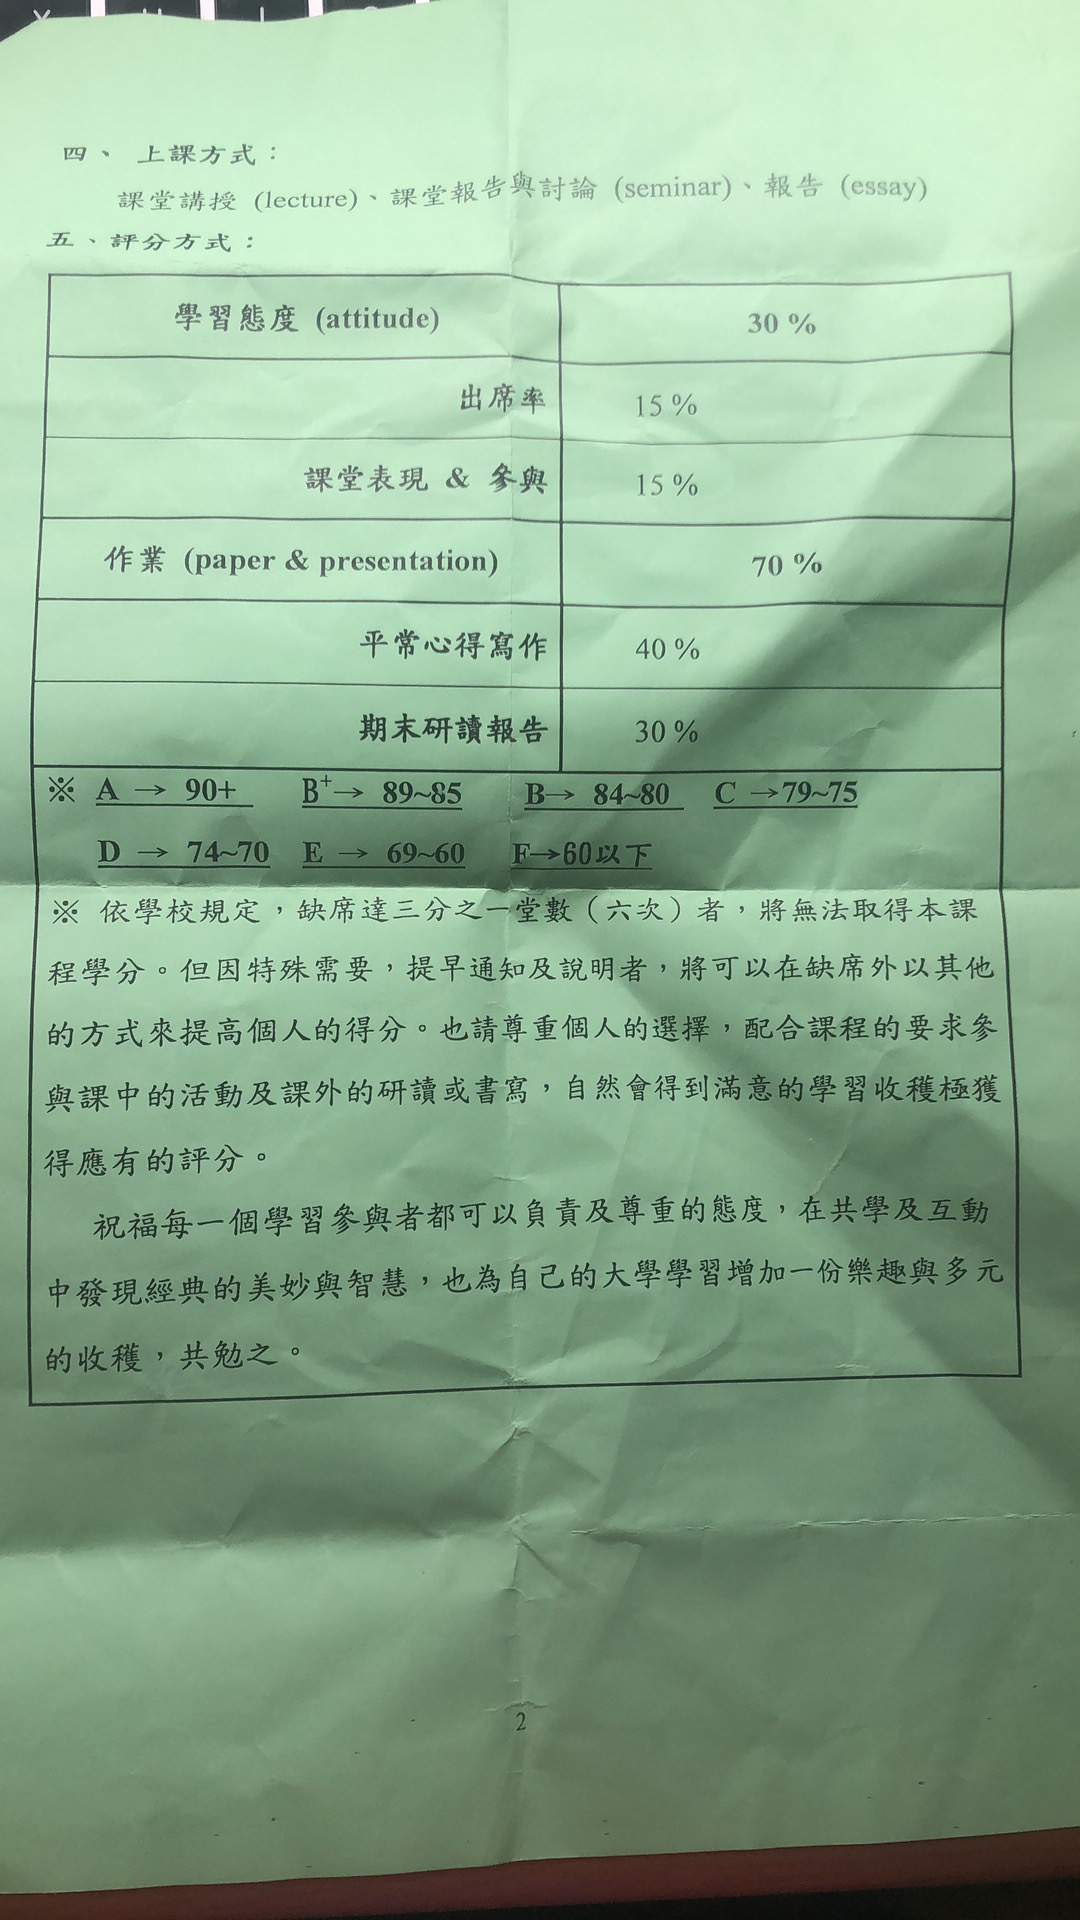 四、 上課方式：
課堂講授 (lecture)、課堂報告與討論 (seminar)、報告 (essay)
五、評分方式：
學習態度 (attitude) 30 %
出席率 15 %
課堂表現 & 參與 15 %
作業 (paper & presentation) 70 %
平常心得寫作 40 %
期末研讀報告 30 %
※ A → 90+ B⁺→ 89~85 B→ 84~80 C →79~75
D → 74~70 E → 69~60 F→60以下
※ 依學校規定，缺席達三分之一堂數（六次）者，將無法取得本課
程學分。但因特殊需要，提早通知及說明者，將可以在缺席外以其他
的方式來提高個人的得分。也請尊重個人的選擇，配合課程的要求參
與課中的活動及課外的研讀或書寫，自然會得到滿意的學習收穫極獲
得應有的評分。
祝福每一個學習參與者都可以負責及尊重的態度，在共學及互動
中發現經典的美妙與智慧，也為自己的大學學習增加一份樂趣與多元
的收穫，共勉之。
2